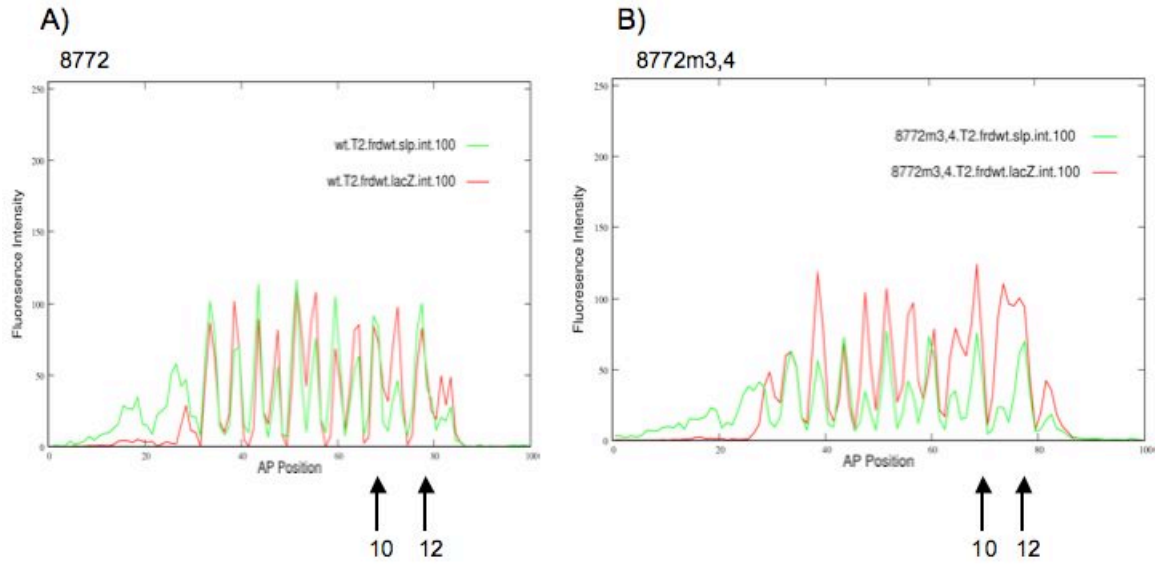 A)
8772
250
200
150
100
50
0
Fluoresence Intensity
wt.T2.frdwt.slp.int.100
wt.T2.frdwt.lacZ.int.100
0
20
40
60
80
100
AP Position
10
12
B)
8772m3,4
250
200
150
100
50
0
Fluoresence Intensity
8772m3,4.T2.frdwt.slp.int.100
8772m3,4.T2.frdwt.lacZ.int.100
0
20
40
60
80
100
AP Position
10
12